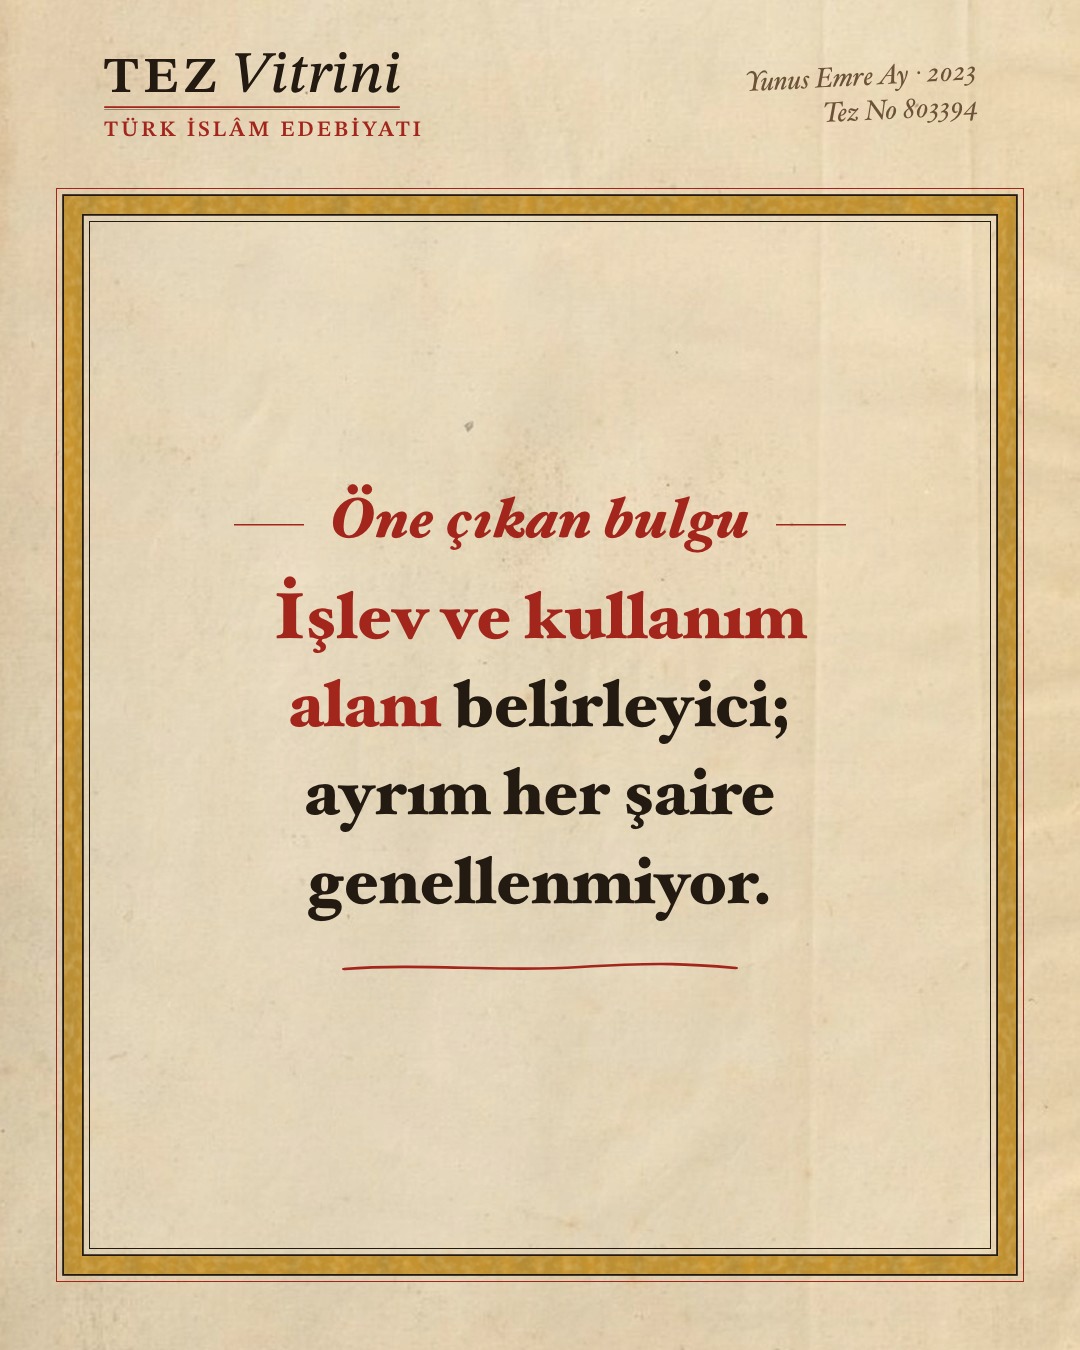 TEZ Vitrini
TÜRK İSLÂM EDEBİYATI
Yunus Emre Ay · 2023
Tez No 803394
Öne çıkan bulgu
İşlev ve kullanım
alanı belirleyici;
ayrım her şaire
genellenmiyor.